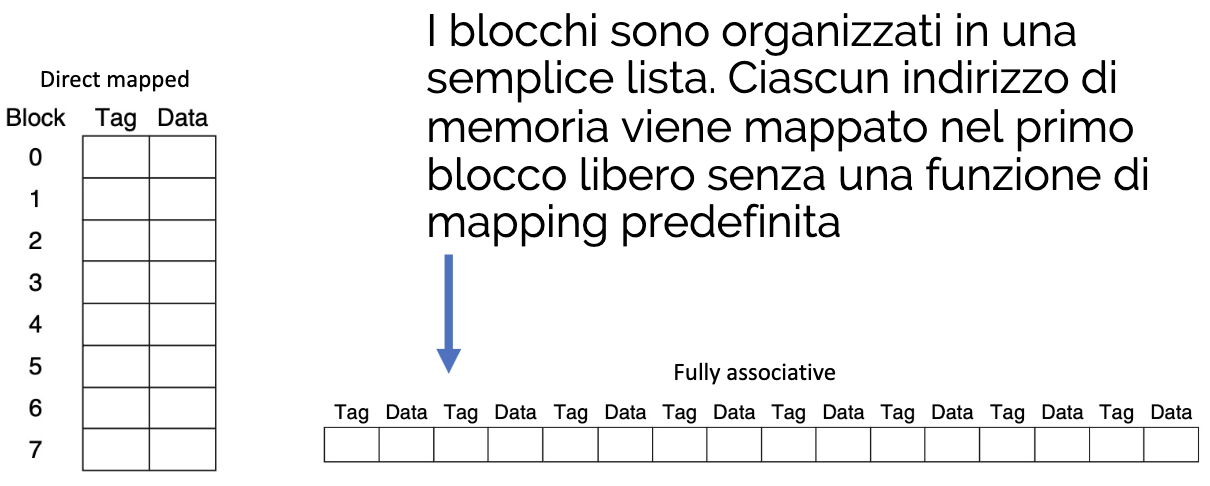 I blocchi sono organizzati in una
semplice lista. Ciascun indirizzo di
memoria viene mappato nel primo
blocco libero senza una funzione di
mapping predefinita
Direct mapped
Block Tag Data
0
1
2
3
4
5
6
7
Fully associative
Tag Data Tag Data Tag Data Tag Data Tag Data Tag Data Tag Data Tag Data